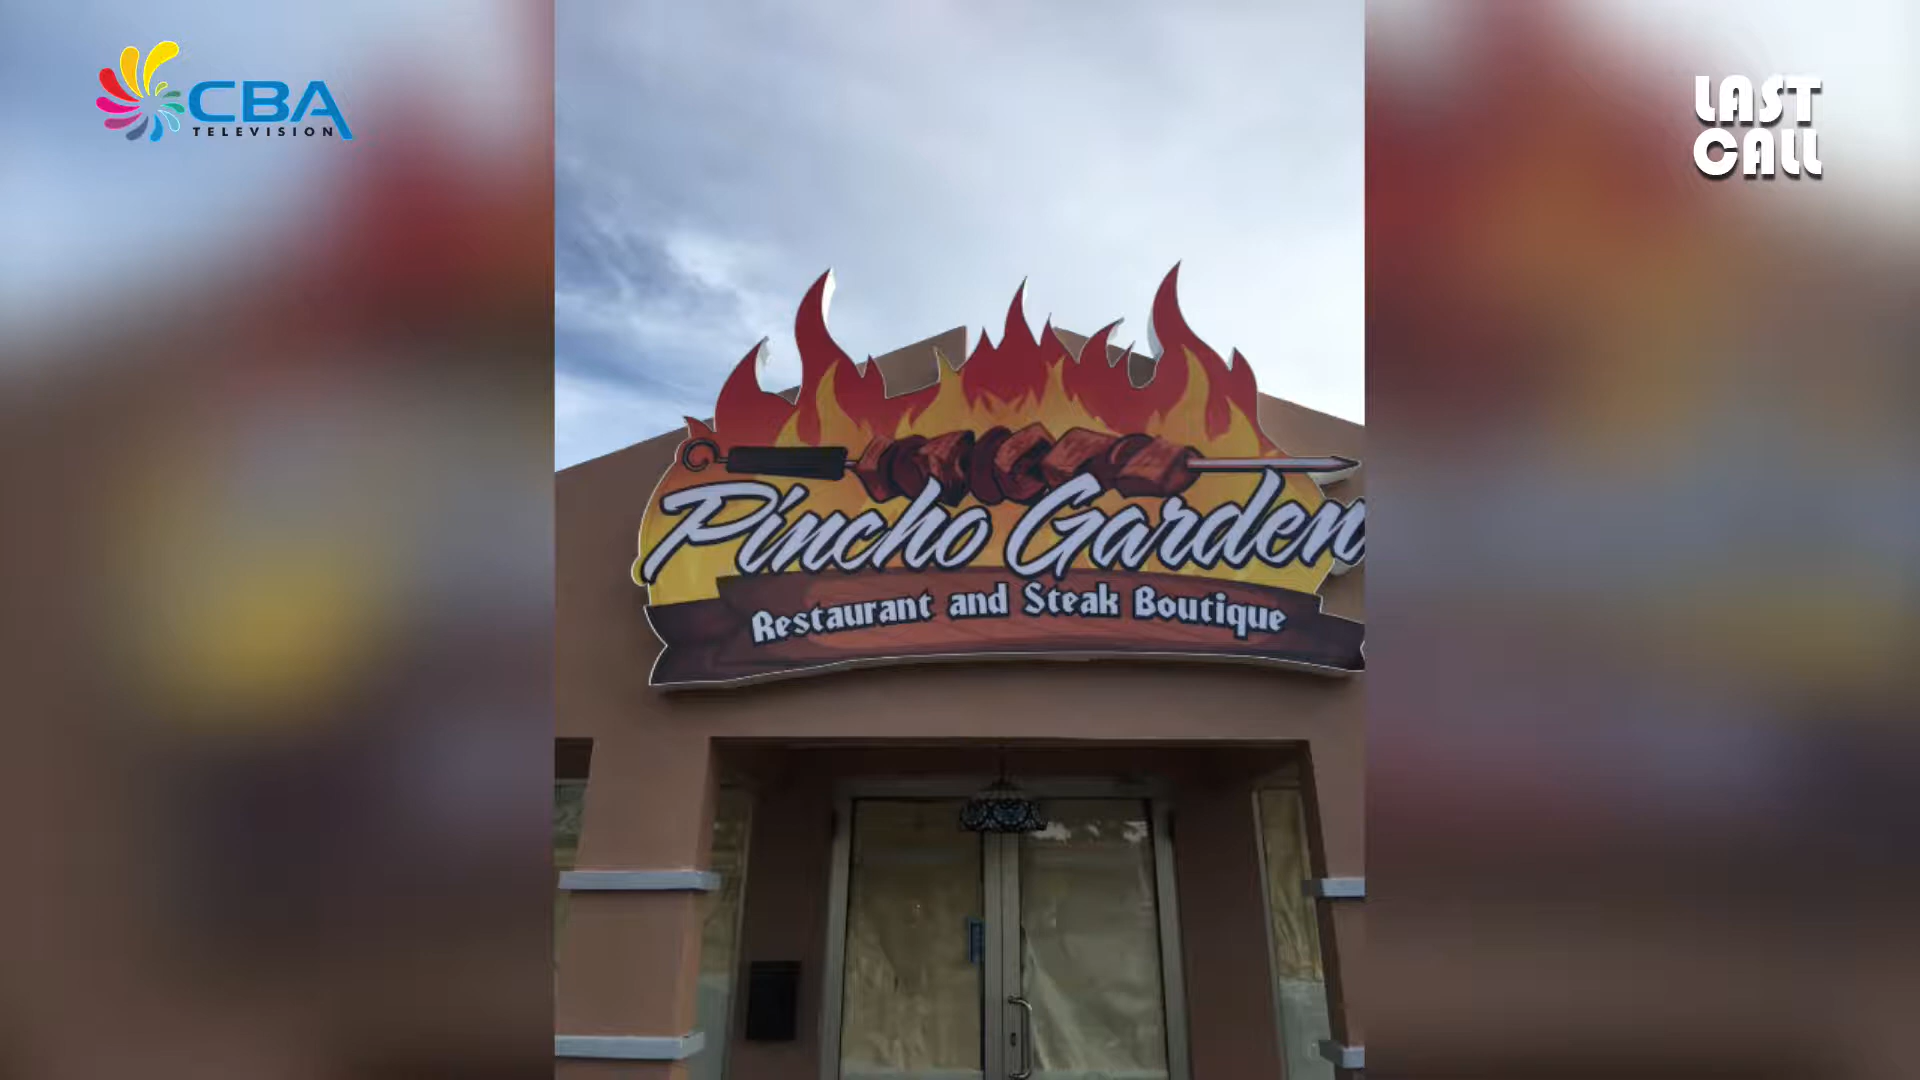 CBA
TELEVISION
LAST
CALL
Pincho Garden
Restaurant and Steak Boutique